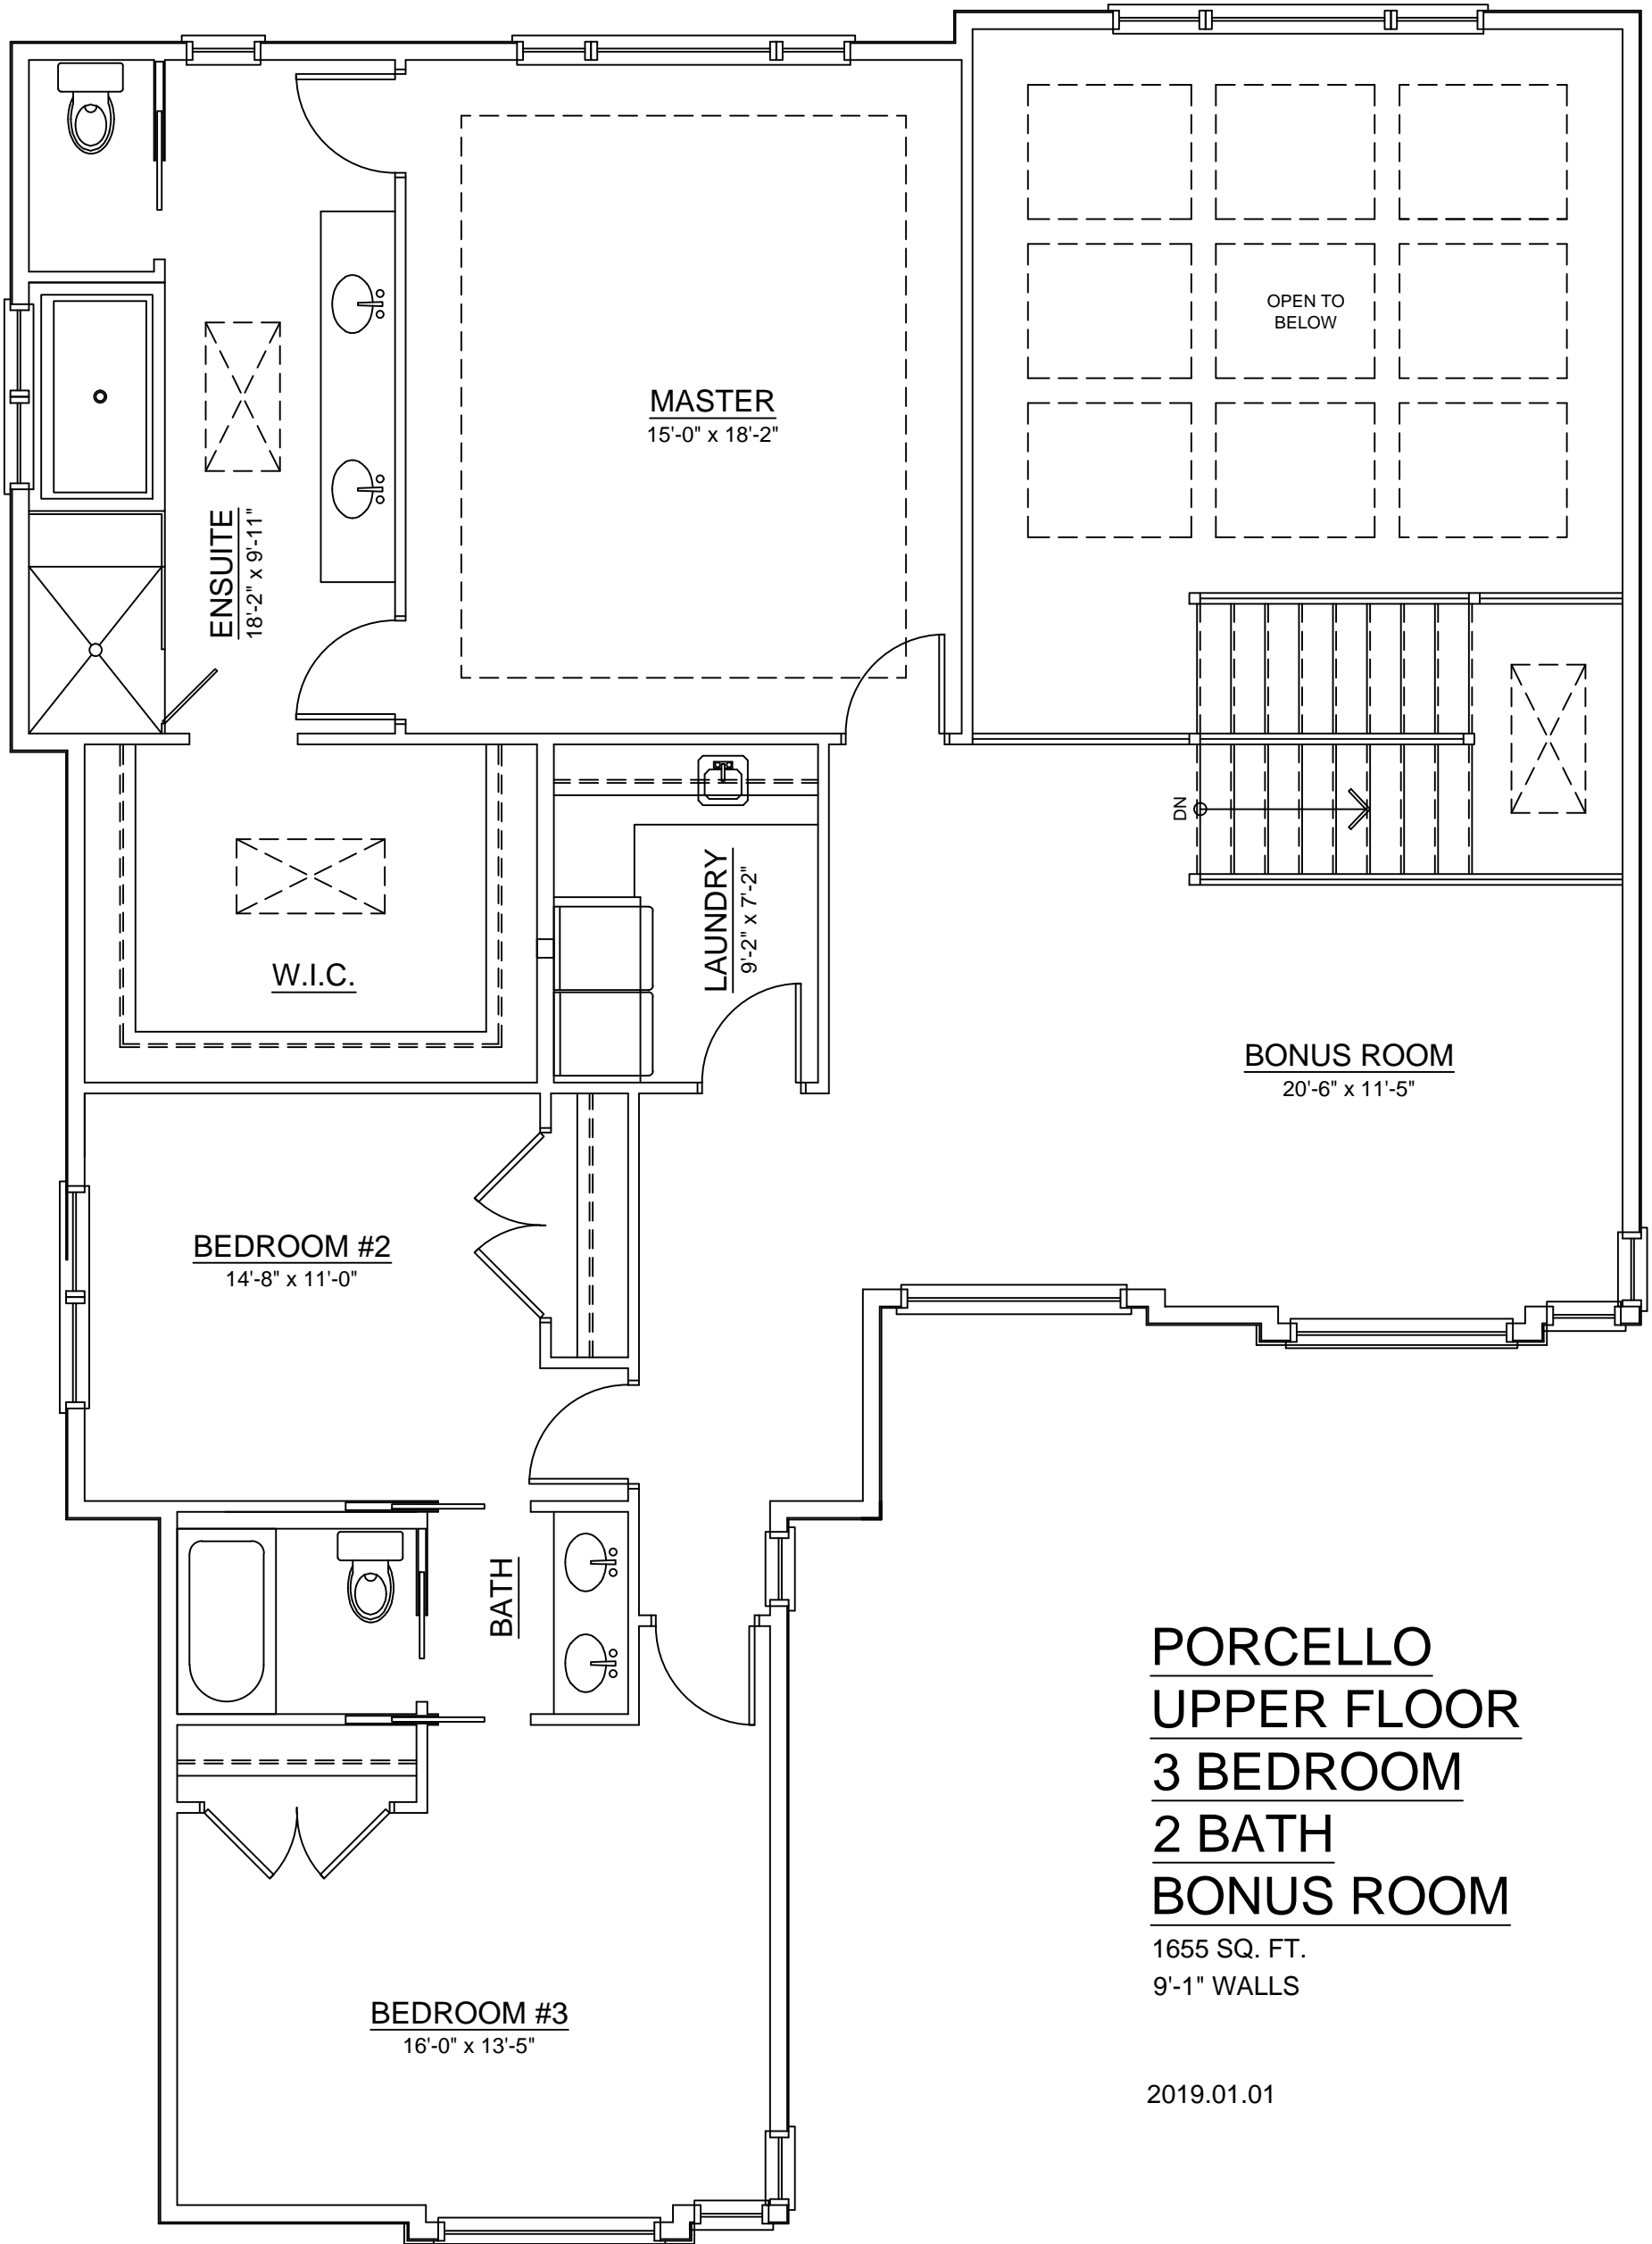 OPEN TO
BELOW
MASTER
15'-0" x 18'-2"
ENSUITE
18'-2" x 9'-11"
DN
LAUNDRY
9'-2" x 7'-2"
W.I.C.
BONUS ROOM
20'-6" x 11'-5"
BEDROOM #2
14'-8" x 11'-0"
BATH
BEDROOM #3
16'-0" x 13'-5"
PORCELLO
UPPER FLOOR
3 BEDROOM
2 BATH
BONUS ROOM
1655 SQ. FT.
9'-1" WALLS
2019.01.01